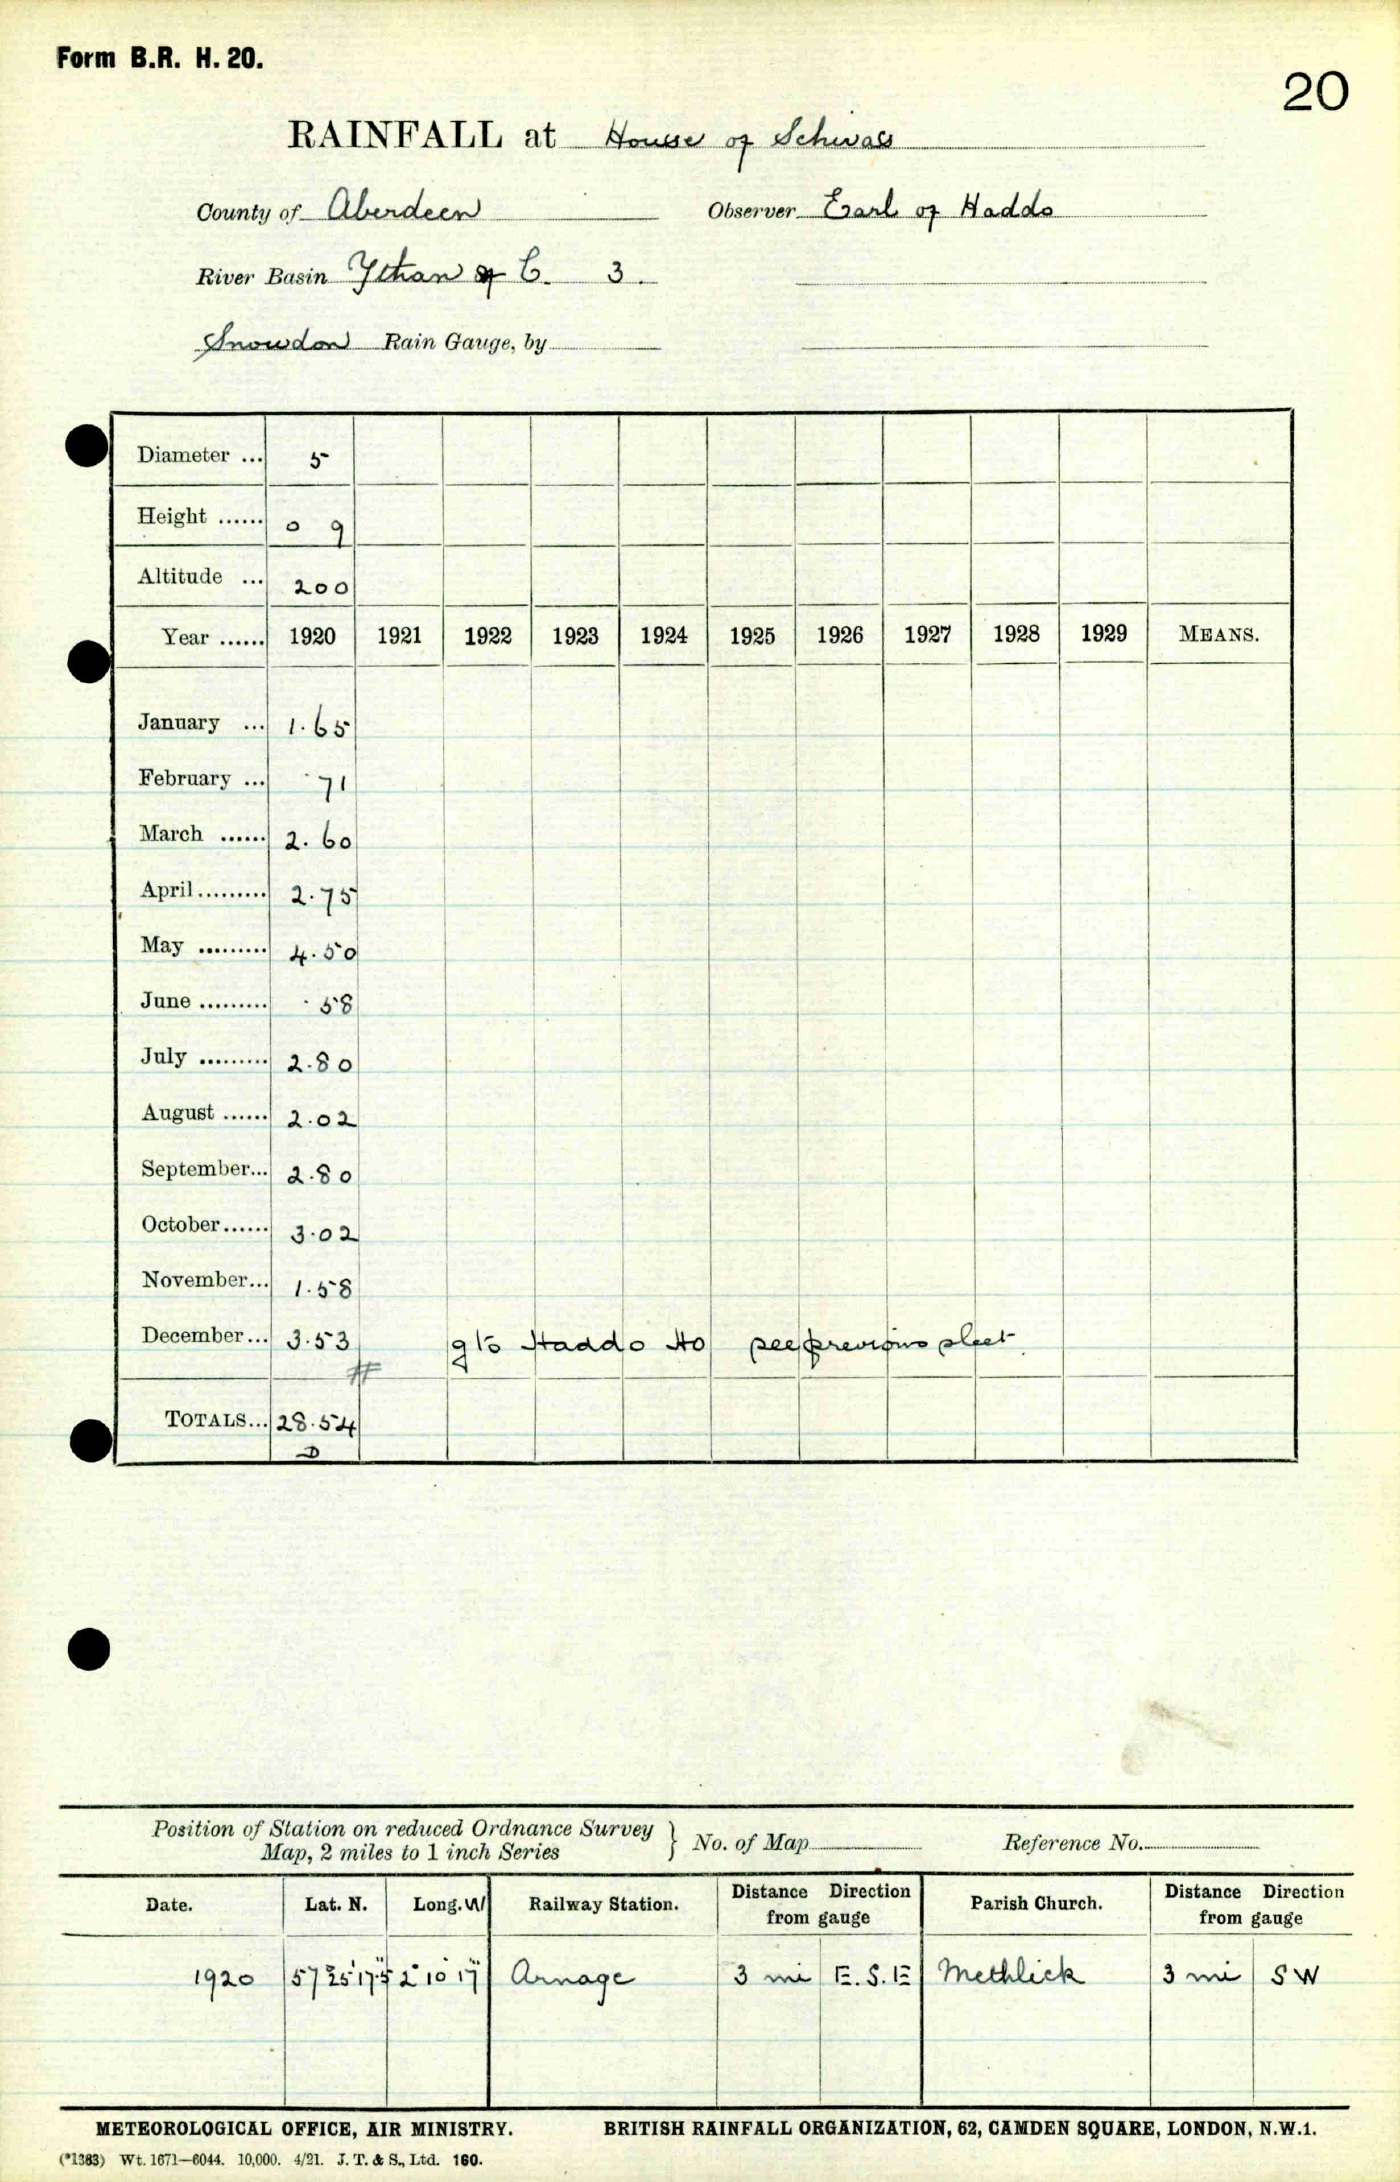 Form B.R. H. 20.
20
RAINFALL at House of Schivas
County of Aberdeen Observer Earl of Haddo
River Basin Ythan & C. 3.
Snowdon Rain Gauge, by
Diameter ... 5
Height ...... 0 9
Altitude ... 200
Year ...... 1920 1921 1922 1923 1924 1925 1926 1927 1928 1929 MEANS.
January ... 1.65
February ... .71
March ...... 2.60
April ......... 2.75
May ......... 4.50
June ......... .58
July ......... 2.80
August ...... 2.02
September... 2.80
October ...... 3.02
November... 1.58
December... 3.53 g to Haddo Ho see previous sheet
#
TOTALS... 28.54
D
Position of Station on reduced Ordnance Survey
Map, 2 miles to 1 inch Series } No. of Map Reference No.
Date. Lat. N. Long. W Railway Station. Distance Direction from gauge Parish Church. Distance Direction from gauge
1920 57 25' 17.5" 2° 10' 17" Arnage 3 mi E.S.E Methlick 3 mi SW
METEOROLOGICAL OFFICE, AIR MINISTRY. BRITISH RAINFALL ORGANIZATION, 62, CAMDEN SQUARE, LONDON, N.W.1.
(*1383) Wt. 1671—6044. 10,000. 4/21. J. T. & S., Ltd. 160.